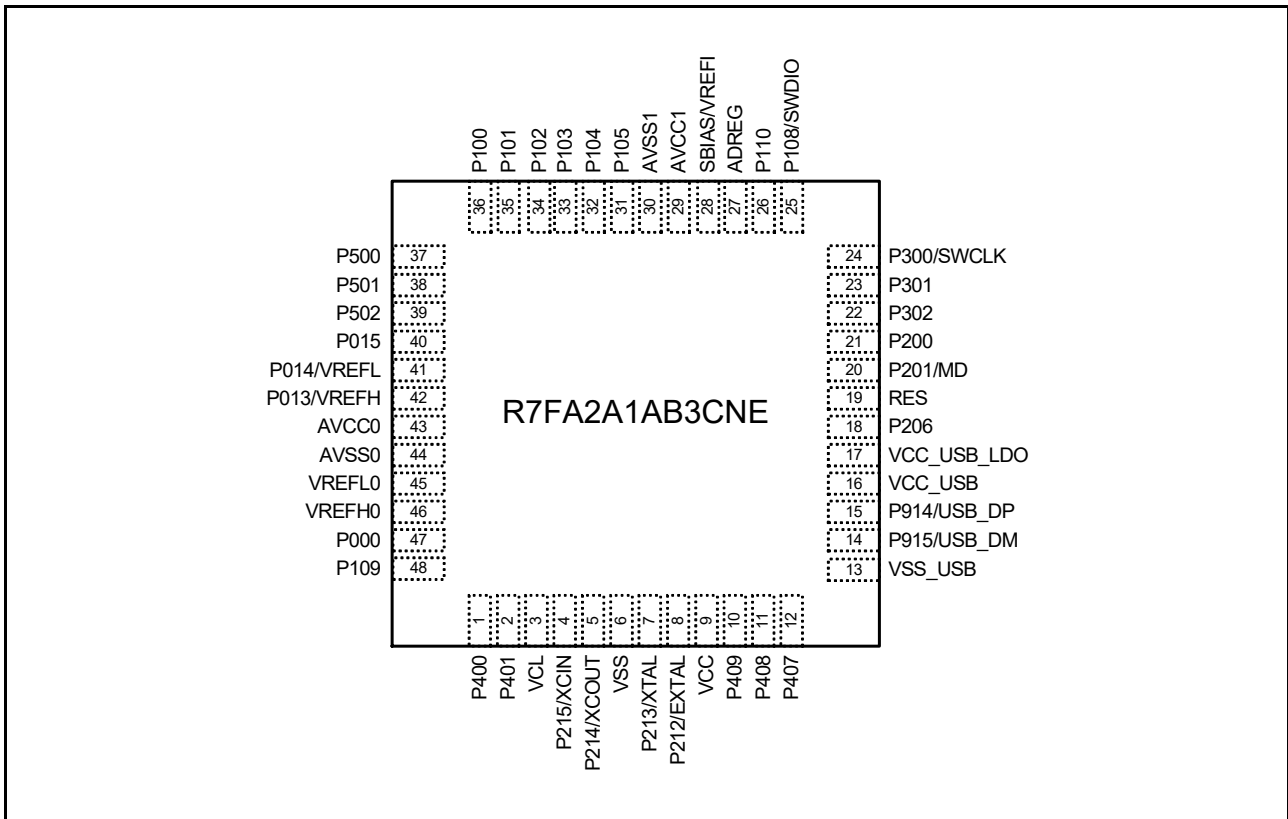 P100
P101
P102
P103
P104
P105
AVSS1
AVCC1
SBIAS/VREFI
ADREG
P110
P108/SWDIO
36
35
34
33
32
31
30
29
28
27
26
25
P500 37
P501 38
P502 39
P015 40
P014/VREFL 41
P013/VREFH 42
AVCC0 43
AVSS0 44
VREFL0 45
VREFH0 46
P000 47
P109 48
R7FA2A1AB3CNE
24 P300/SWCLK
23 P301
22 P302
21 P200
20 P201/MD
19 RES
18 P206
17 VCC_USB_LDO
16 VCC_USB
15 P914/USB_DP
14 P915/USB_DM
13 VSS_USB
1
2
3
4
5
6
7
8
9
10
11
12
P400
P401
VCL
P215/XCIN
P214/XCOUT
VSS
P213/XTAL
P212/EXTAL
VCC
P409
P408
P407